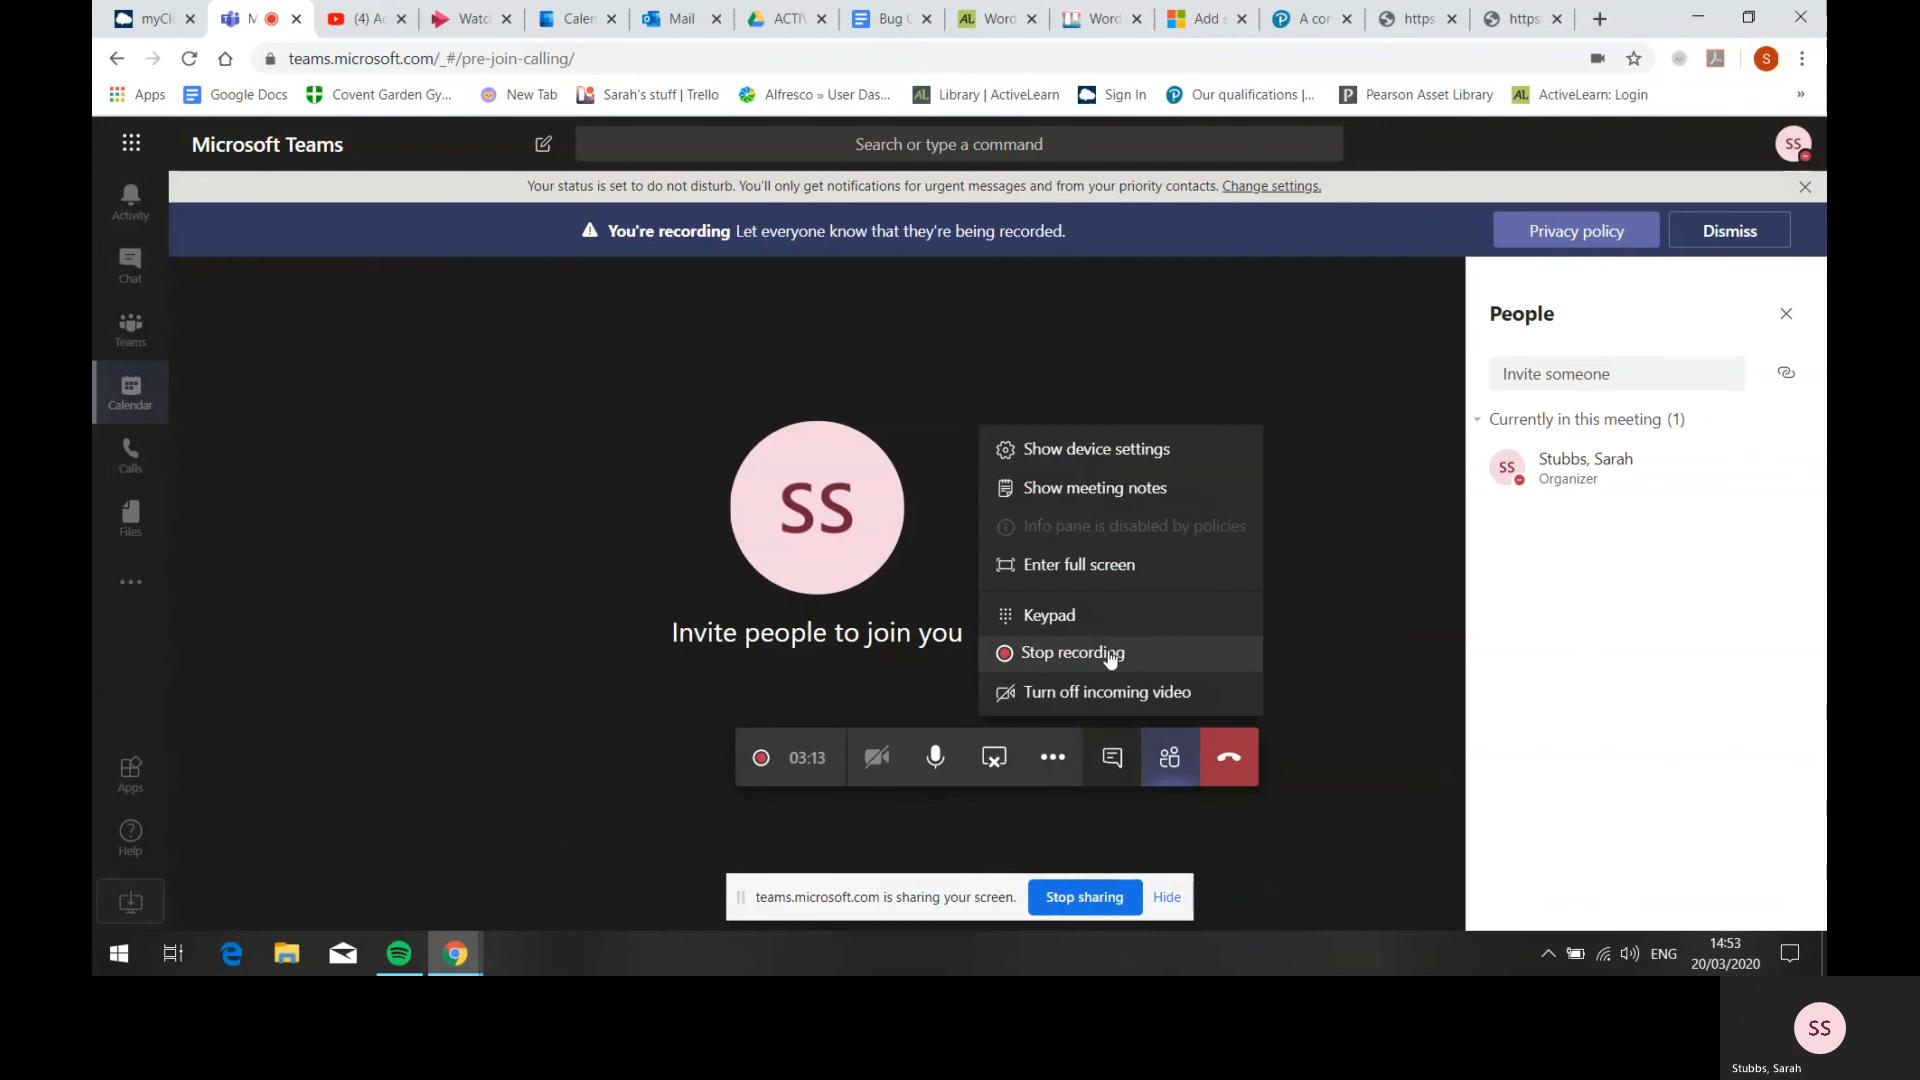 myCl
M
(4) Ac
Watcl
Calen
Mail
ACTIV
Bug (
Word
Word
Add s
A cor
https
https
teams.microsoft.com/_#/pre-join-calling/
S
Apps
Google Docs
Covent Garden Gy...
New Tab
Sarah's stuff | Trello
Alfresco » User Das...
AL
Library | ActiveLearn
Sign In
Our qualifications |...
Pearson Asset Library
AL
ActiveLearn: Login
»
Microsoft Teams
Search or type a command
SS
Your status is set to do not disturb. You'll only get notifications for urgent messages and from your priority contacts. Change settings.
You're recording Let everyone know that they're being recorded.
Privacy policy
Dismiss
Activity
Chat
Teams
Calendar
Calls
Files
Apps
Help
SS
Invite people to join you
Show device settings
Show meeting notes
Info pane is disabled by policies
Enter full screen
Keypad
Stop recording
Turn off incoming video
03:13
People
Invite someone
Currently in this meeting (1)
SS
Stubbs, Sarah
Organizer
teams.microsoft.com is sharing your screen.
Stop sharing
Hide
ENG
14:53
20/03/2020
SS
Stubbs, Sarah